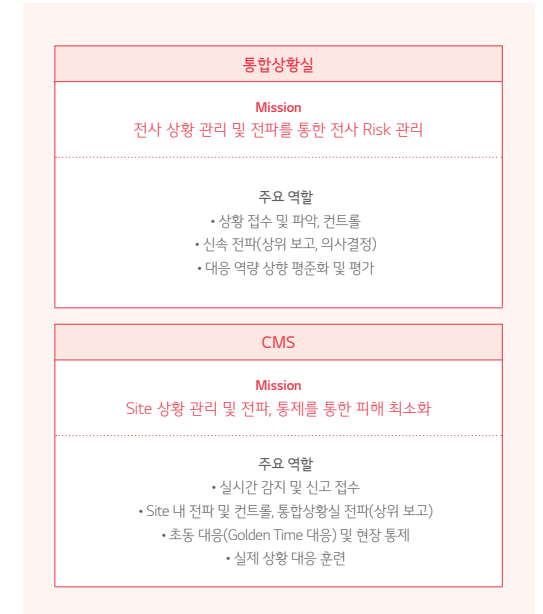 통합상황실
Mission
전사 상황 관리 및 전파를 통한 전사 Risk 관리
주요 역할
• 상황 접수 및 파악, 컨트롤
• 신속 전파(상위 보고, 의사결정)
• 대응 역량 상향 평준화 및 평가
CMS
Mission
Site 상황 관리 및 전파, 통제를 통한 피해 최소화
주요 역할
• 실시간 감지 및 신고 접수
• Site 내 전파 및 컨트롤, 통합상황실 전파(상위 보고)
• 초동 대응(Golden Time 대응) 및 현장 통제
• 실제 상황 대응 훈련